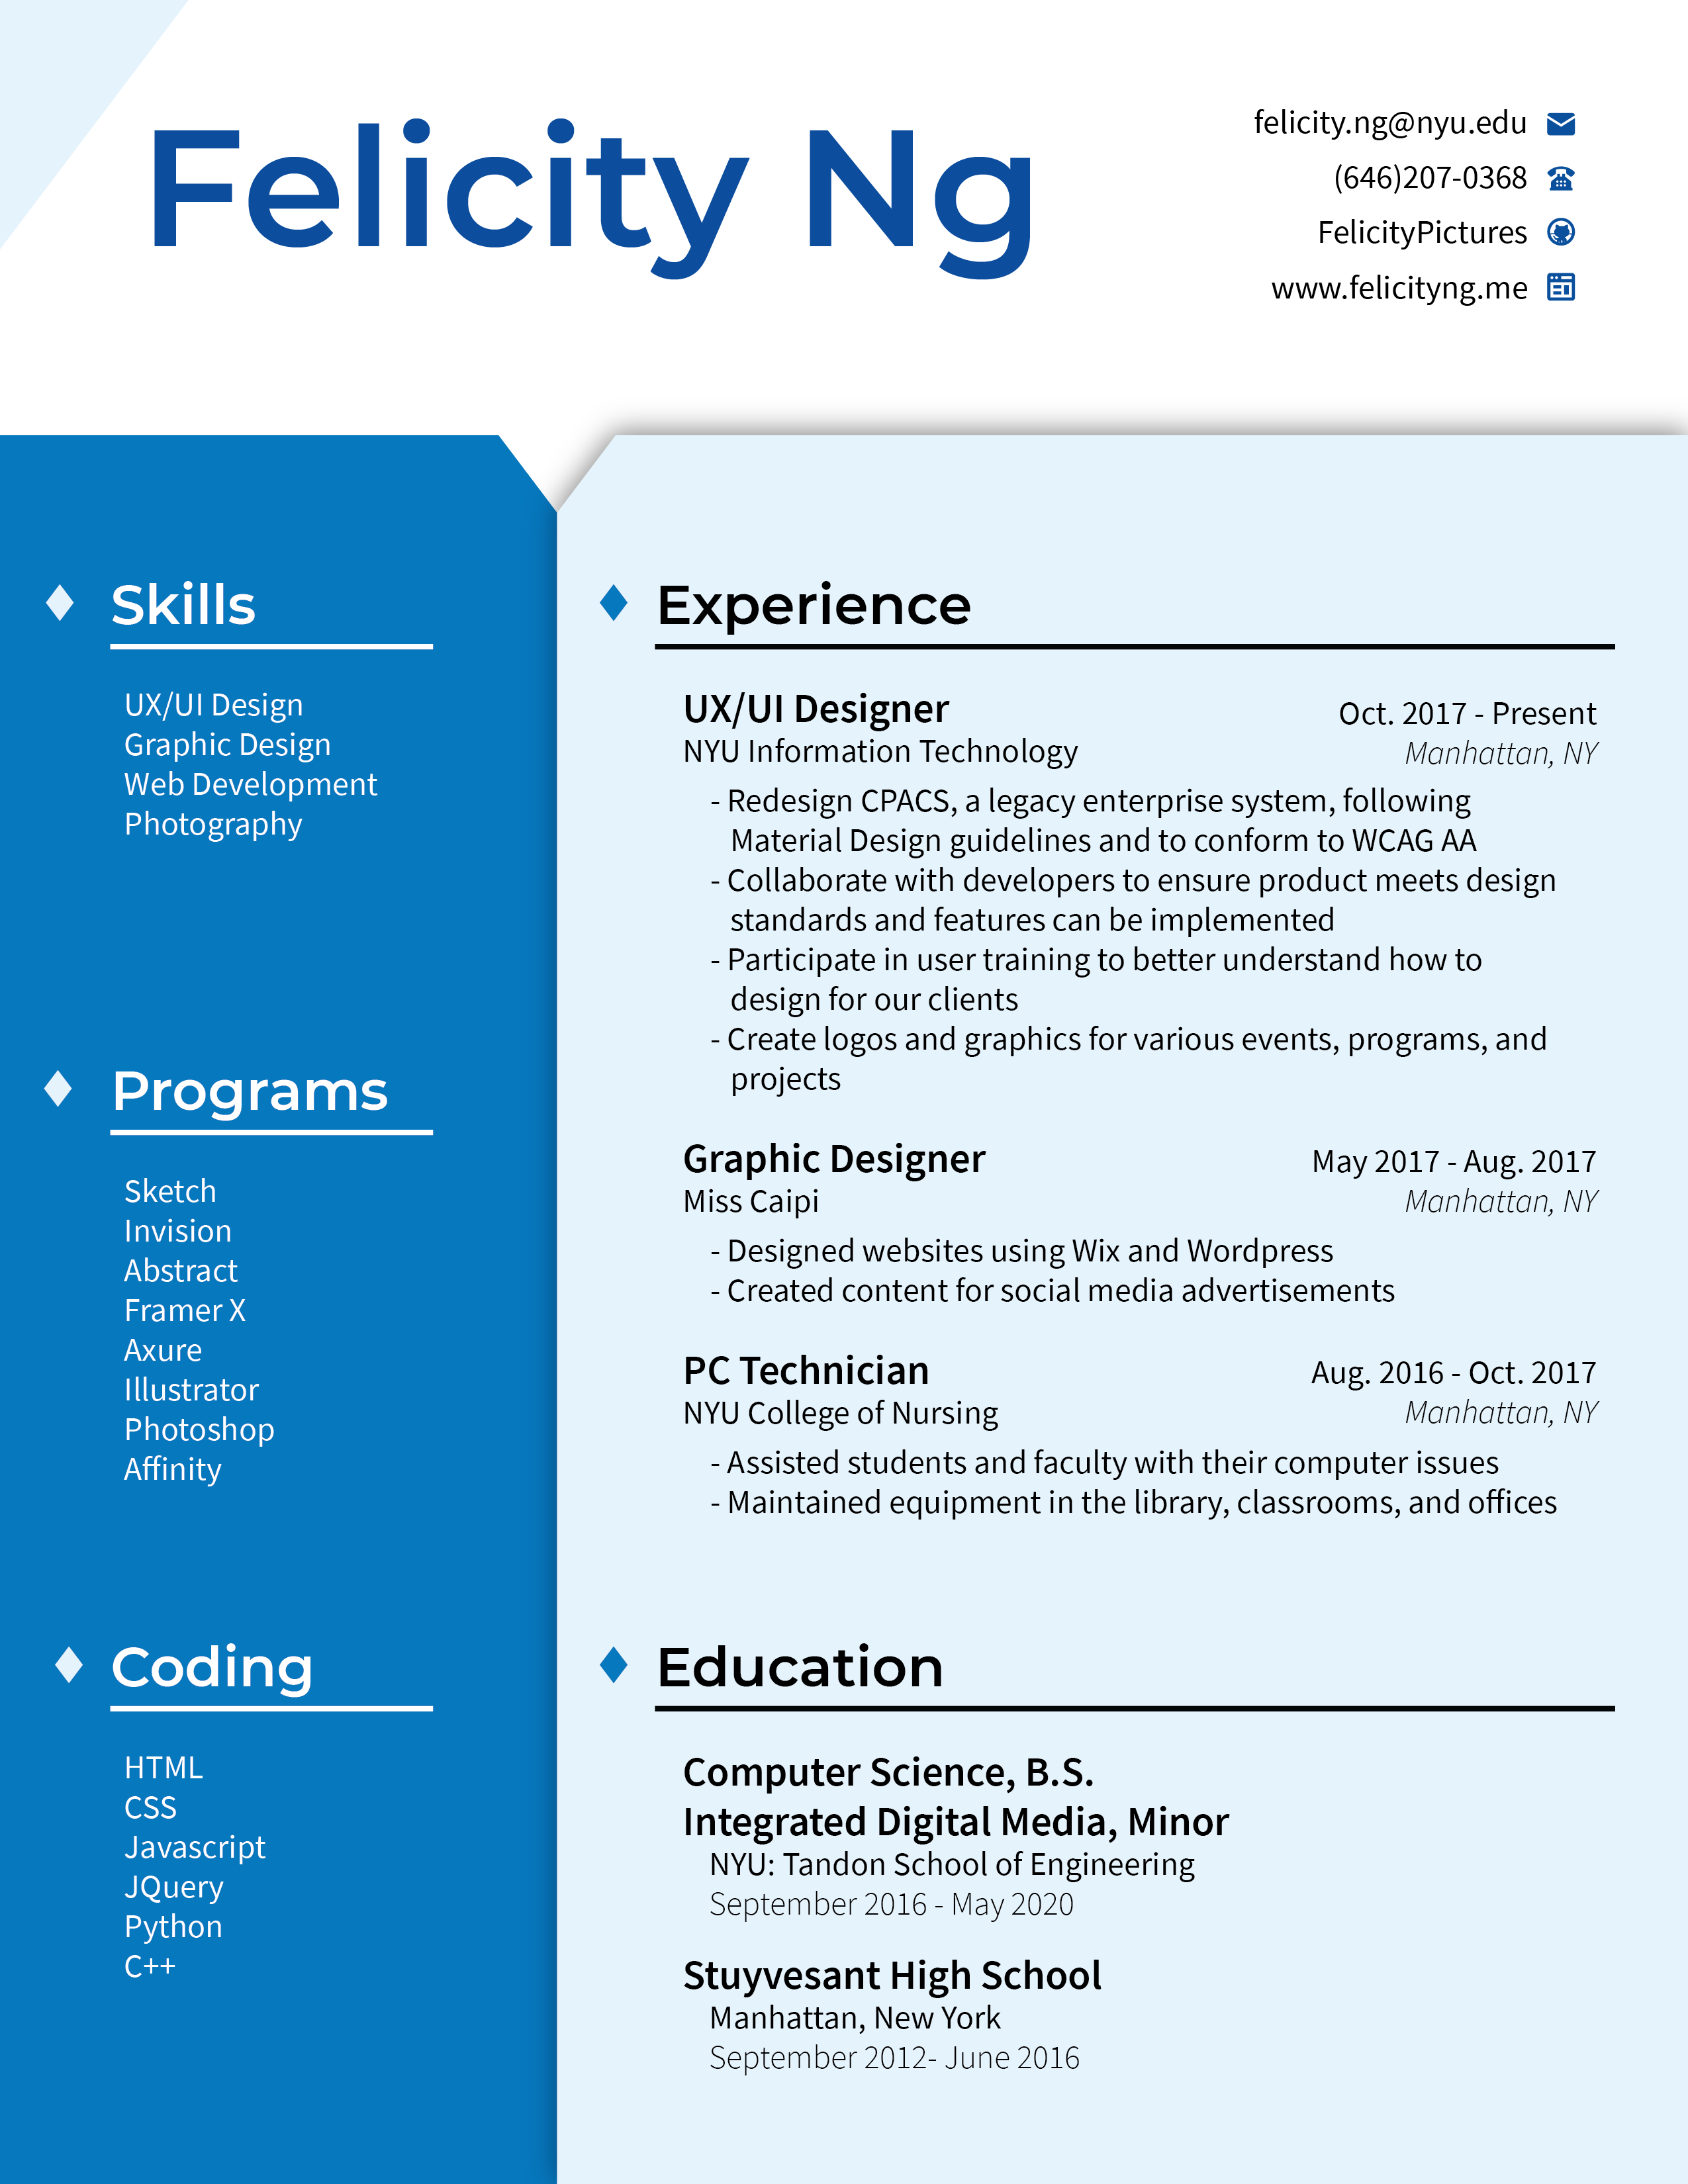 Felicity Ng
felicity.ng@nyu.edu
(646)207-0368
FelicityPictures
www.felicityng.me
Skills
UX/UI Design
Graphic Design
Web Development
Photography
Programs
Sketch
Invision
Abstract
Framer X
Axure
Illustrator
Photoshop
Affinity
Coding
HTML
CSS
Javascript
JQuery
Python
C++
Experience
UX/UI Designer
Oct. 2017 - Present
NYU Information Technology
Manhattan, NY
- Redesign CPACS, a legacy enterprise system, following
Material Design guidelines and to conform to WCAG AA
- Collaborate with developers to ensure product meets design
standards and features can be implemented
- Participate in user training to better understand how to
design for our clients
- Create logos and graphics for various events, programs, and
projects
Graphic Designer
May 2017 - Aug. 2017
Miss Caipi
Manhattan, NY
- Designed websites using Wix and Wordpress
- Created content for social media advertisements
PC Technician
Aug. 2016 - Oct. 2017
NYU College of Nursing
Manhattan, NY
- Assisted students and faculty with their computer issues
- Maintained equipment in the library, classrooms, and offices
Education
Computer Science, B.S.
Integrated Digital Media, Minor
NYU: Tandon School of Engineering
September 2016 - May 2020
Stuyvesant High School
Manhattan, New York
September 2012- June 2016